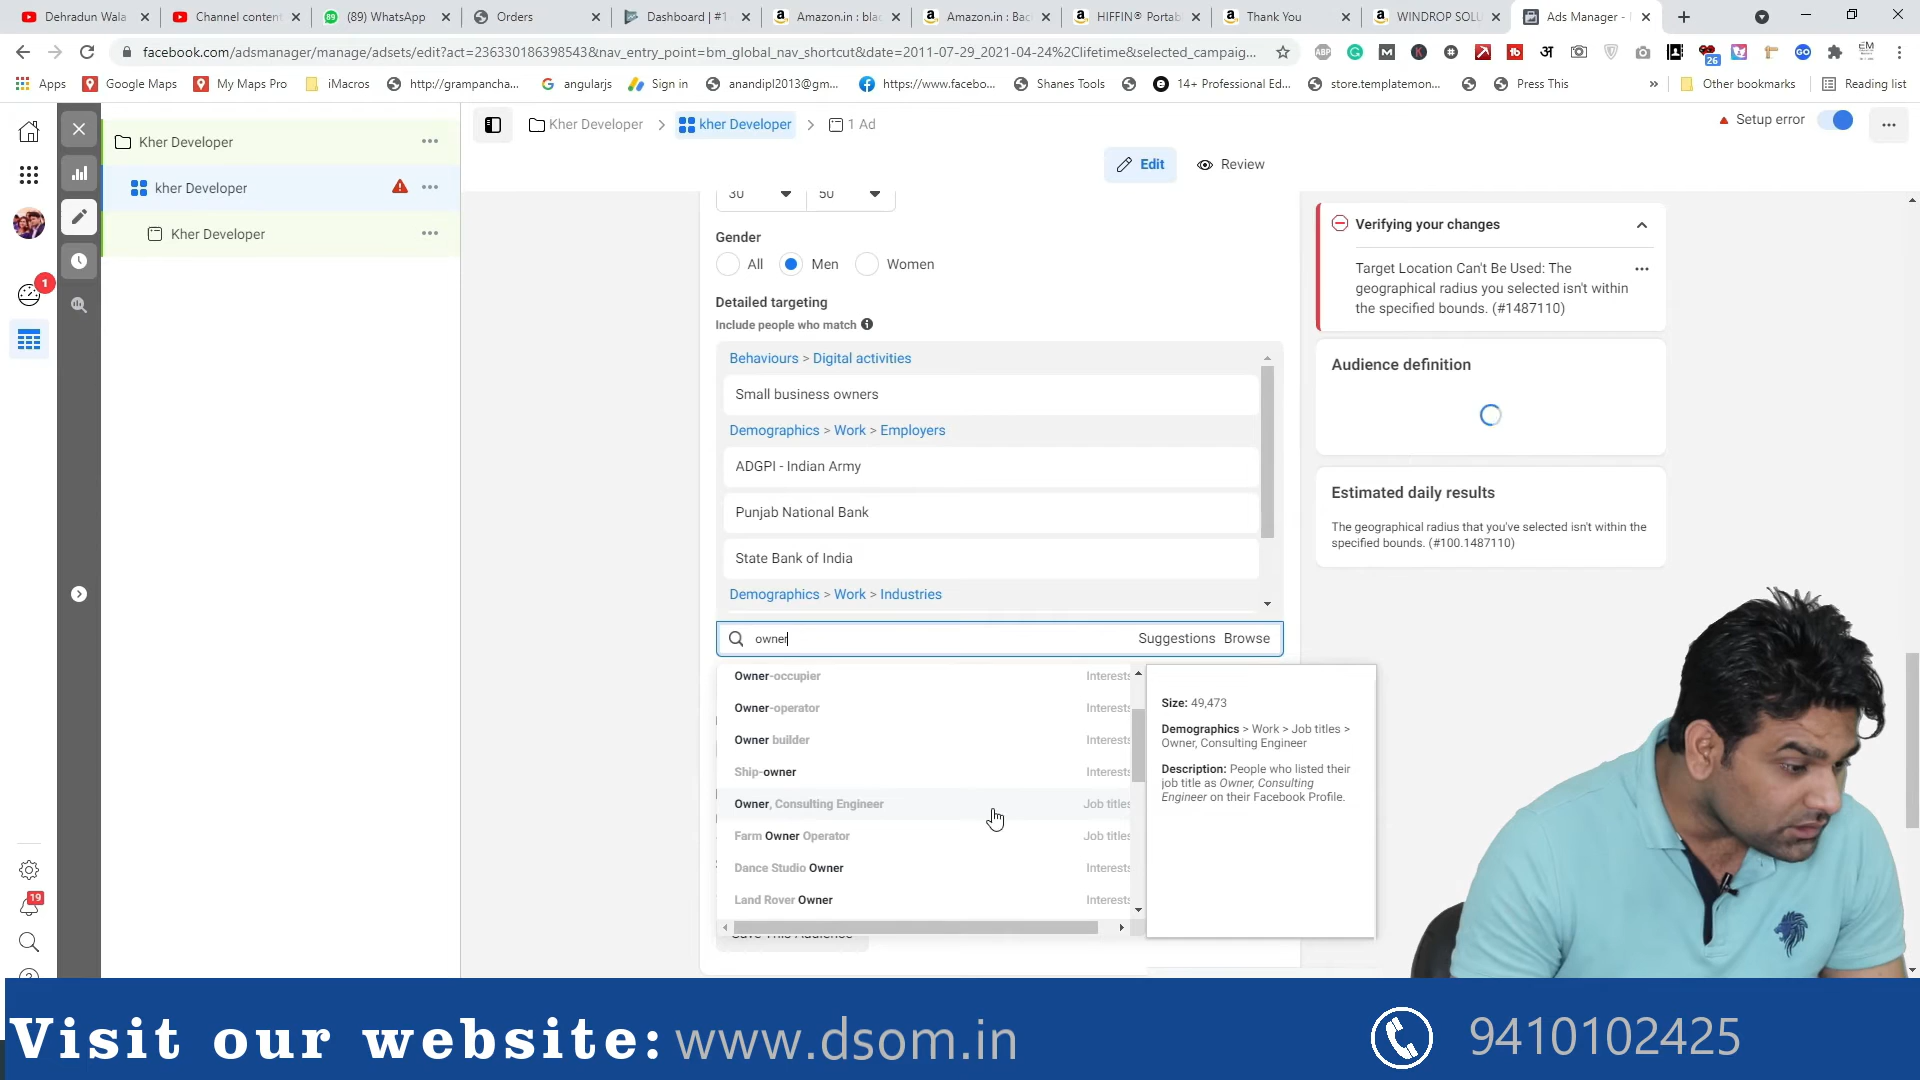 Dehradun Wala
Channel conten
(89) WhatsApp
Orders
Dashboard | #1
Amazon.in : bla
Amazon.in : Bac
HIFFIN® Portab
Thank You
WINDROP SOLU
Ads Manager -
facebook.com/adsmanager/manage/adsets/edit?act=236330186398543&nav_entry_point=bm_global_nav_shortcut&date=2011-07-29_2021-04-24%2Clifetime&selected_campaig...
Apps
Google Maps
My Maps Pro
iMacros
http://grampancha...
angularjs
Sign in
anandipl2013@gm...
https://www.facebo...
Shanes Tools
14+ Professional Ed...
store.templatemon...
Press This
Other bookmarks
Reading list
Kher Developer
kher Developer
Kher Developer
1
19
26
Kher Developer > kher Developer > 1 Ad
Setup error
Edit
Review
30
50
Gender
All
Men
Women
Detailed targeting
Include people who match
Behaviours > Digital activities
Small business owners
Demographics > Work > Employers
ADGPI - Indian Army
Punjab National Bank
State Bank of India
Demographics > Work > Industries
owner
Suggestions Browse
Owner-occupier Interests
Owner-operator Interests
Owner builder Interests
Ship-owner Interests
Owner, Consulting Engineer Job titles
Farm Owner Operator Job titles
Dance Studio Owner Interests
Land Rover Owner Interests
Save This Audience
Size: 49,473
Demographics > Work > Job titles >
Owner, Consulting Engineer
Description: People who listed their
job title as Owner, Consulting
Engineer on their Facebook Profile.
Verifying your changes
Target Location Can't Be Used: The
geographical radius you selected isn't within
the specified bounds. (#1487110)
Audience definition
Estimated daily results
The geographical radius that you've selected isn't within the
specified bounds. (#100.1487110)
Visit our website: www.dsom.in
9410102425